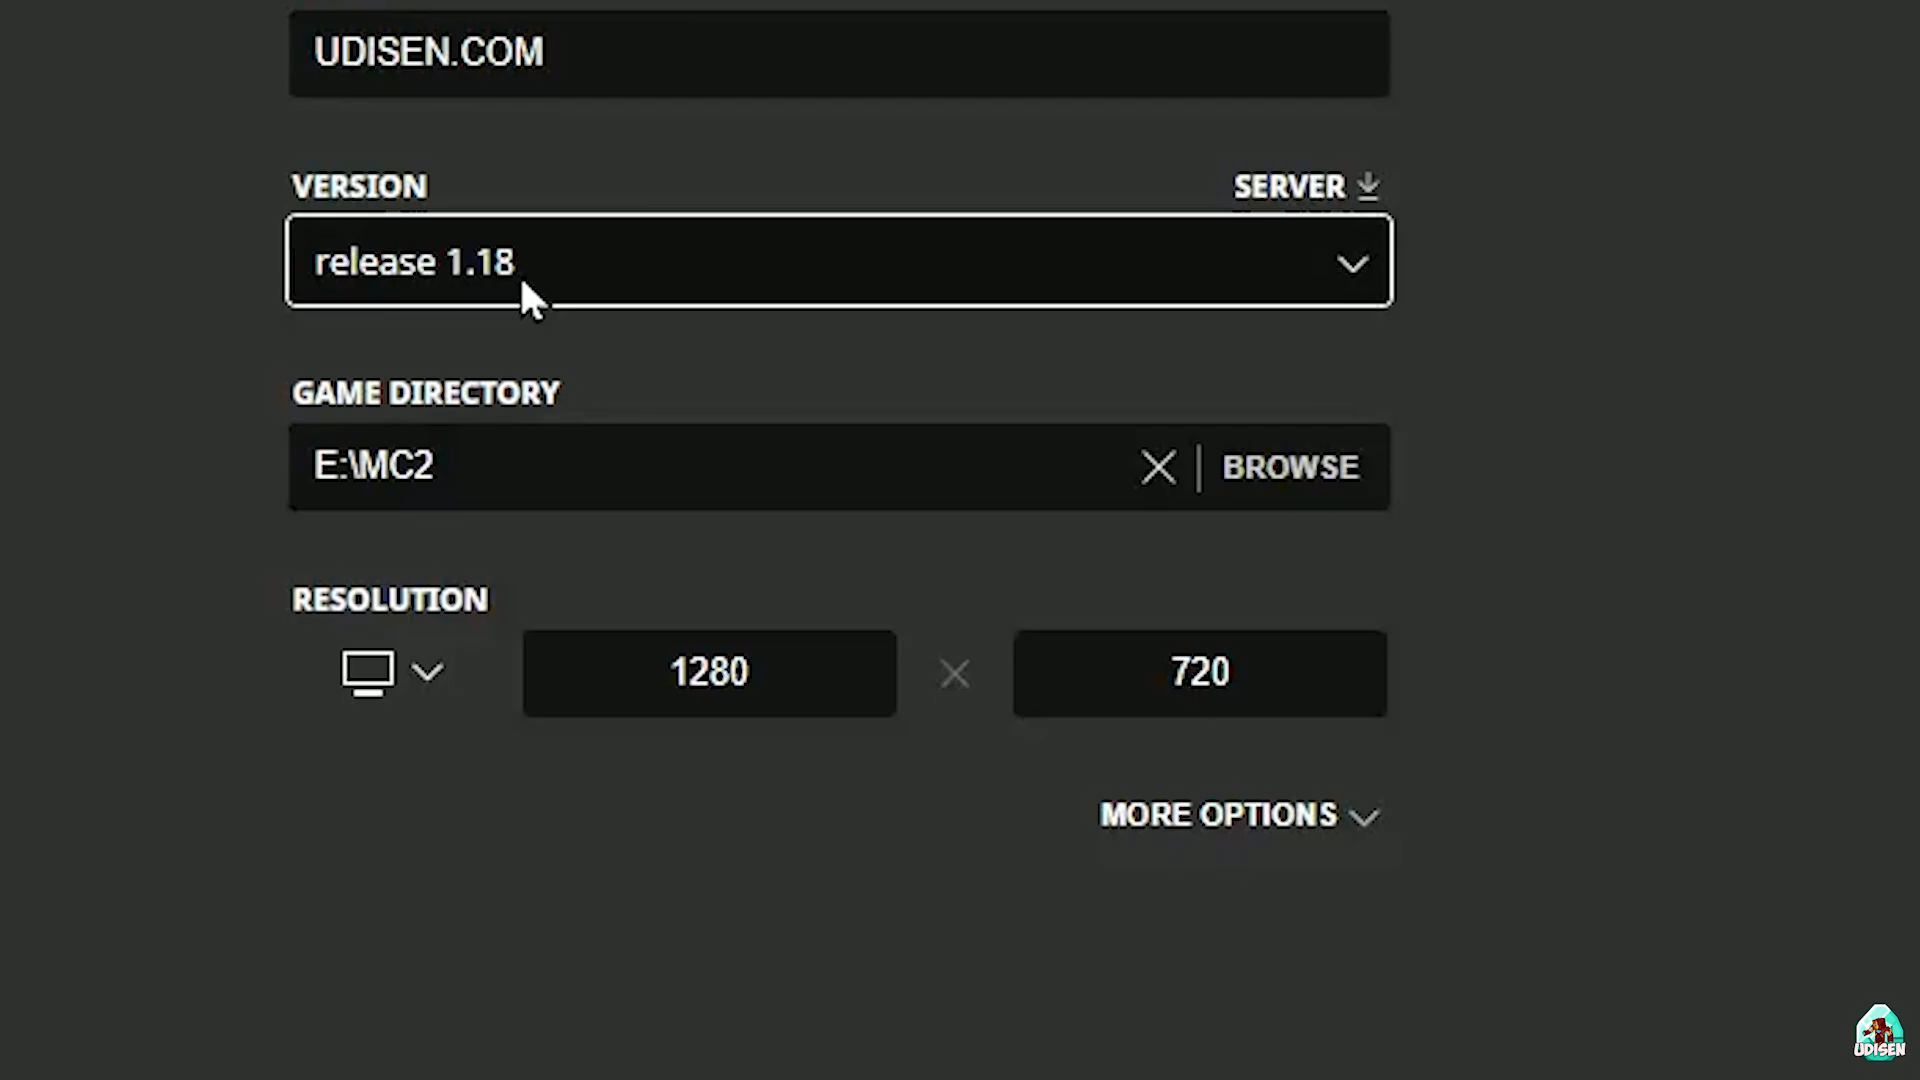 UDISEN.COM
VERSION
SERVER
release 1.18
GAME DIRECTORY
E:\MC2
BROWSE
RESOLUTION
1280
720
MORE OPTIONS
UDISEN